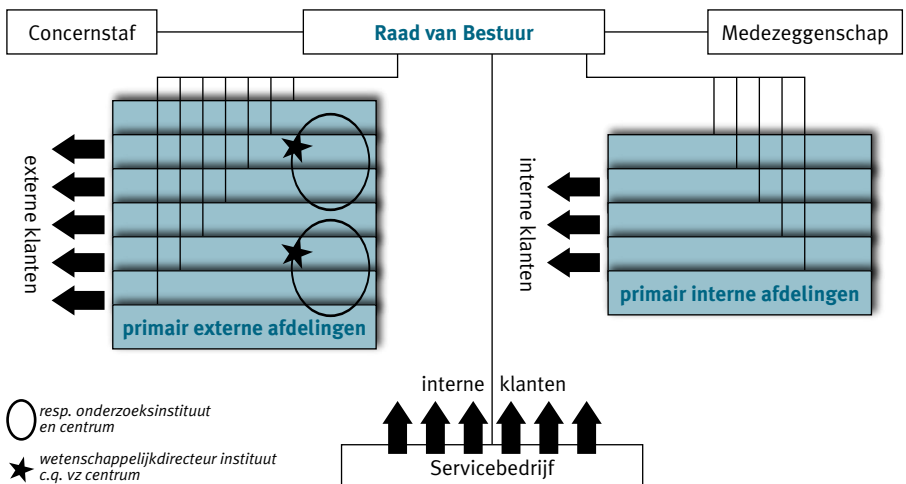 Concernstaf
Raad van Bestuur
Medezeggenschap
externe klanten
interne klanten
primair externe afdelingen
primair interne afdelingen
interne klanten
resp. onderzoeksinstituut
en centrum
wetenschappelijkdirecteur instituut
c.q. vz centrum
Servicebedrijf